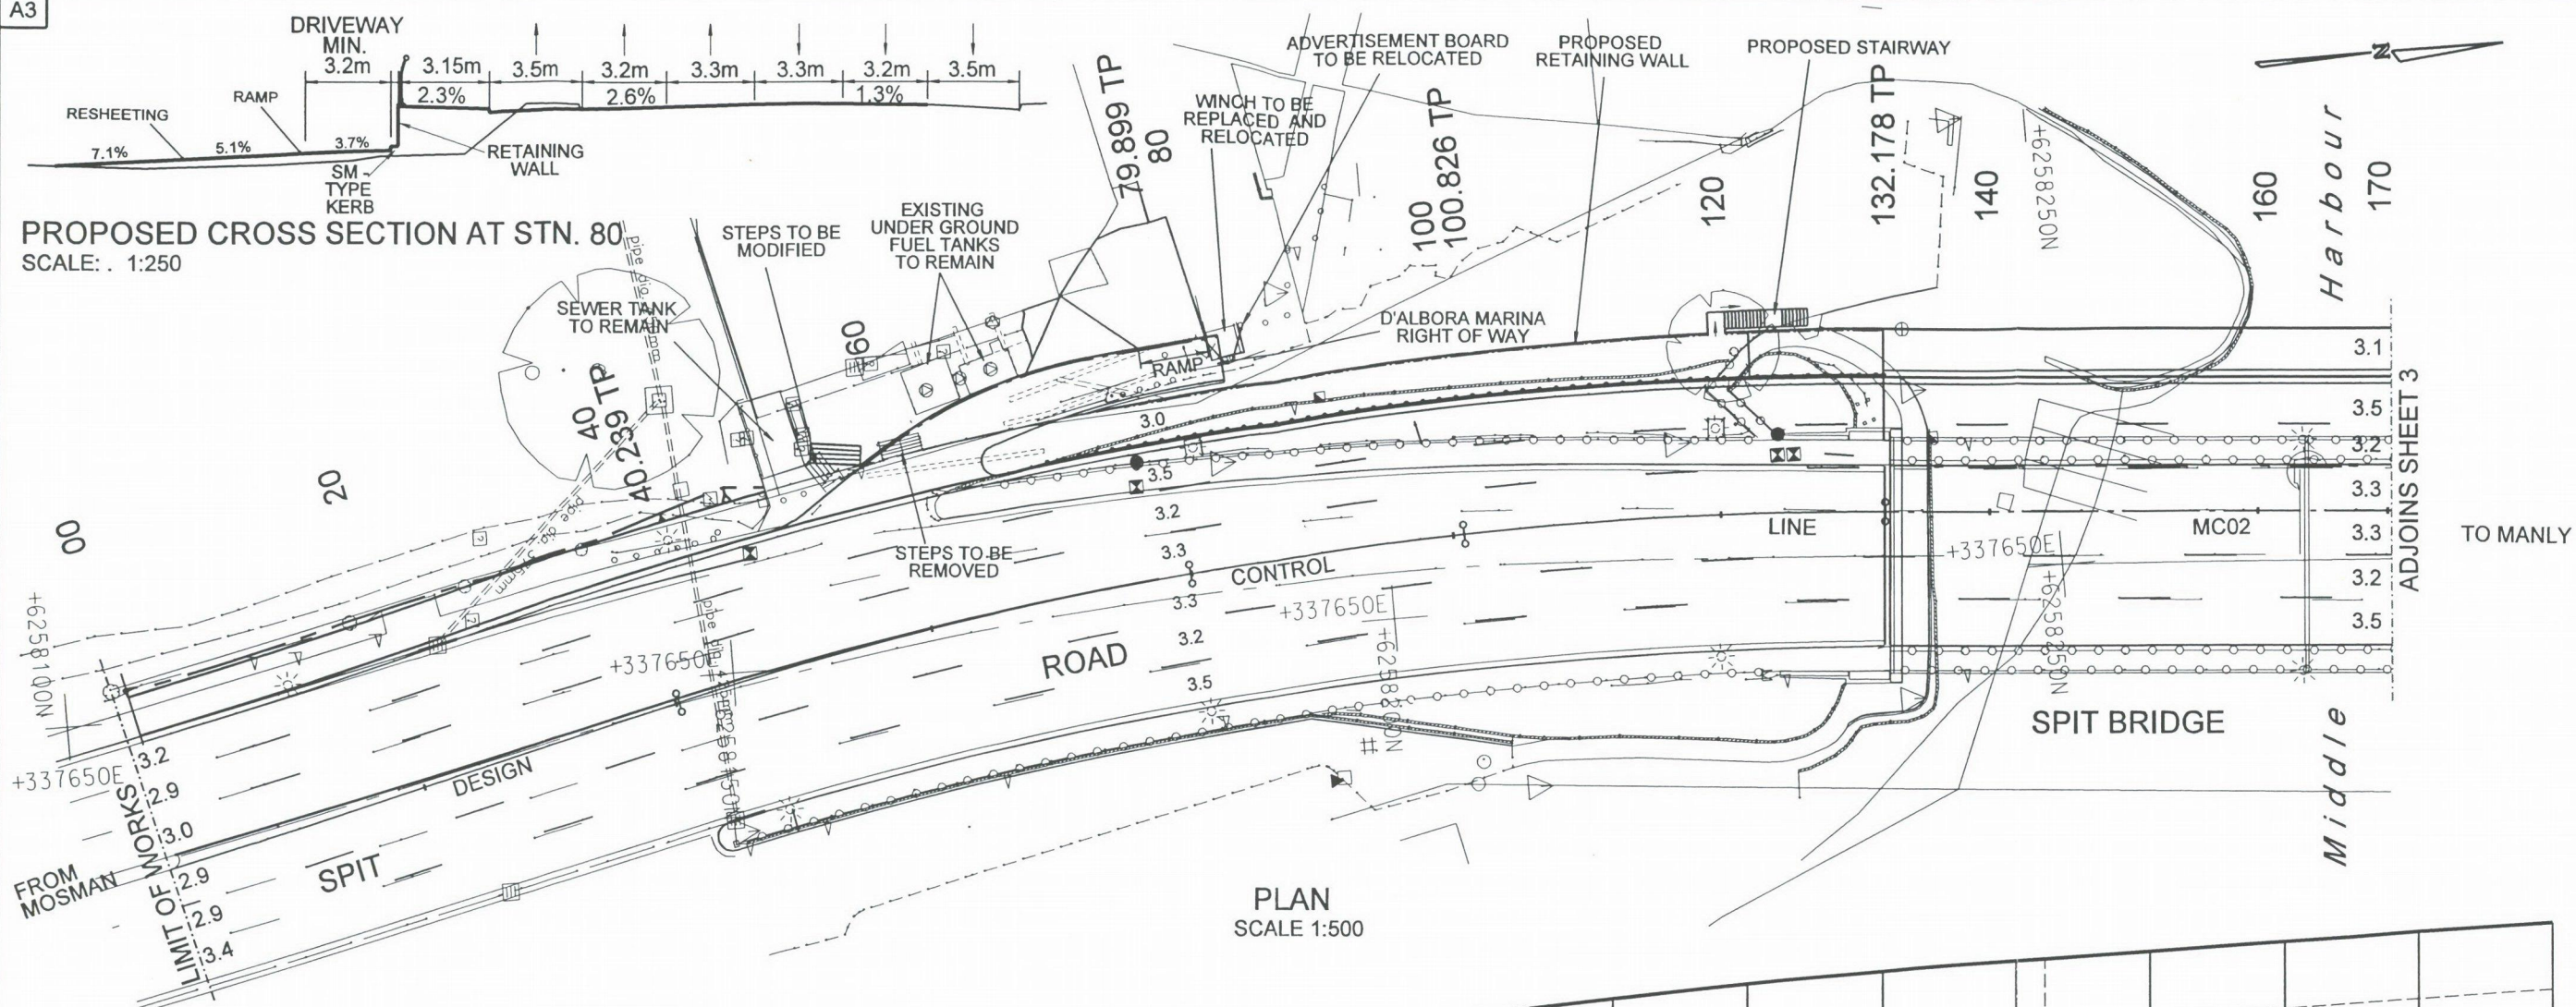 A3
DRIVEWAY
MIN.
3.2m
3.15m
3.5m
3.2m
3.3m
3.3m
3.2m
3.5m
2.3%
2.6%
1.3%
RESHEETING
RAMP
7.1%
5.1%
3.7%
SM
TYPE
KERB
RETAINING
WALL
PROPOSED CROSS SECTION AT STN. 80
SCALE: . 1:250
STEPS TO BE
MODIFIED
EXISTING
UNDER GROUND
FUEL TANKS
TO REMAIN
SEWER TANK
TO REMAIN
WINCH TO BE
REPLACED AND
RELOCATED
ADVERTISEMENT BOARD
TO BE RELOCATED
PROPOSED
RETAINING WALL
PROPOSED STAIRWAY
D'ALBORA MARINA
RIGHT OF WAY
N
00
20
40
40.239 TP
60
79.899 TP
80
100
100.826 TP
120
132.178 TP
140
160
170
Harbour
+6258250N
RAMP
3.0
3.5
3.2
3.3
3.3
3.2
3.5
STEPS TO BE
REMOVED
CONTROL
LINE
MC02
3.1
3.5
3.2
3.3
3.3
3.2
3.5
ADJOINS SHEET 3
TO MANLY
+6258100N
+337650E
+337650E
+337650E
+337650E
+6258250N
DESIGN
ROAD
SPIT
SPIT BRIDGE
Middle
FROM
MOSMAN
LIMIT OF WORKS
3.2
2.9
3.0
2.9
2.9
3.4
#
PLAN
SCALE 1:500